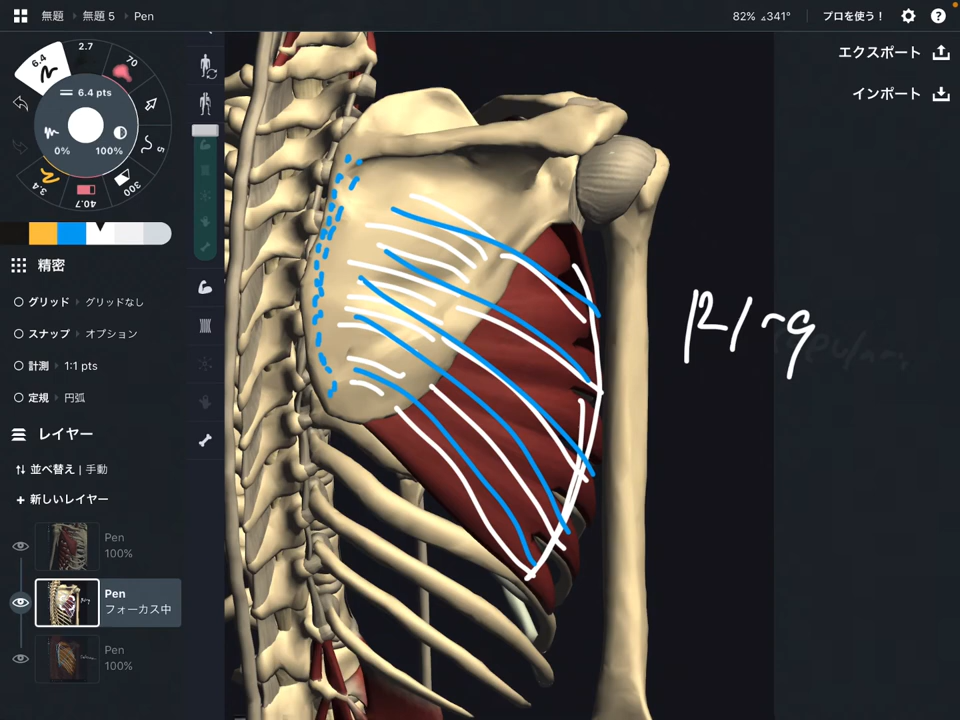 無題 › 無題 5 › Pen
82% ⊿341°
プロを使う!
エクスポート
インポート
2.7
6.4
70
5
300
40.7
3.4
6.4 pts
0%
100%
精密
グリッド › グリッドなし
スナップ › オプション
計測 › 1:1 pts
定規 › 円弧
レイヤー
並べ替え | 手動
+ 新しいレイヤー
Pen
100%
Pen
フォーカス中
Pen
100%